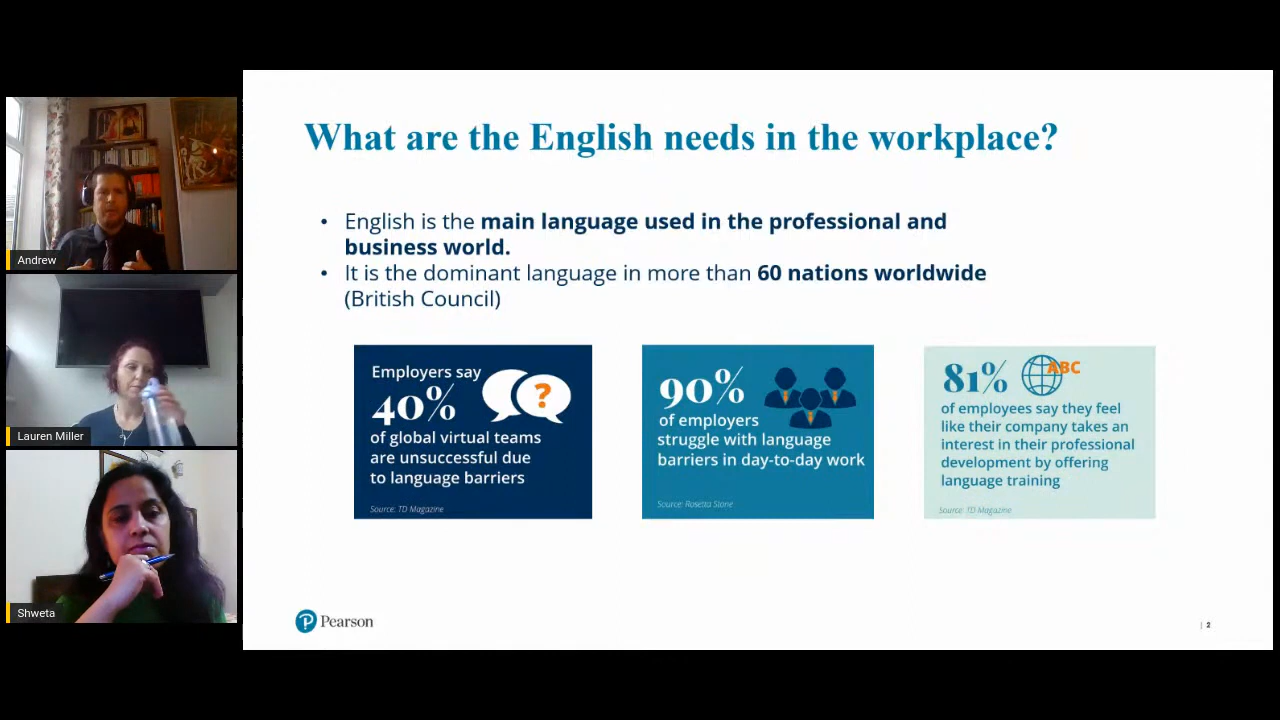 What are the English needs in the workplace?
• English is the main language used in the professional and
business world.
• It is the dominant language in more than 60 nations worldwide
(British Council)
Employers say
40%
?
of global virtual teams
are unsuccessful due
to language barriers
Source: TD Magazine
90%
of employers
struggle with language
barriers in day-to-day work
Source: Rosetta Stone
81%
ABC
of employees say they feel
like their company takes an
interest in their professional
development by offering
language training
Source: TD Magazine
P Pearson
| 2
Andrew
Lauren Miller
Shweta